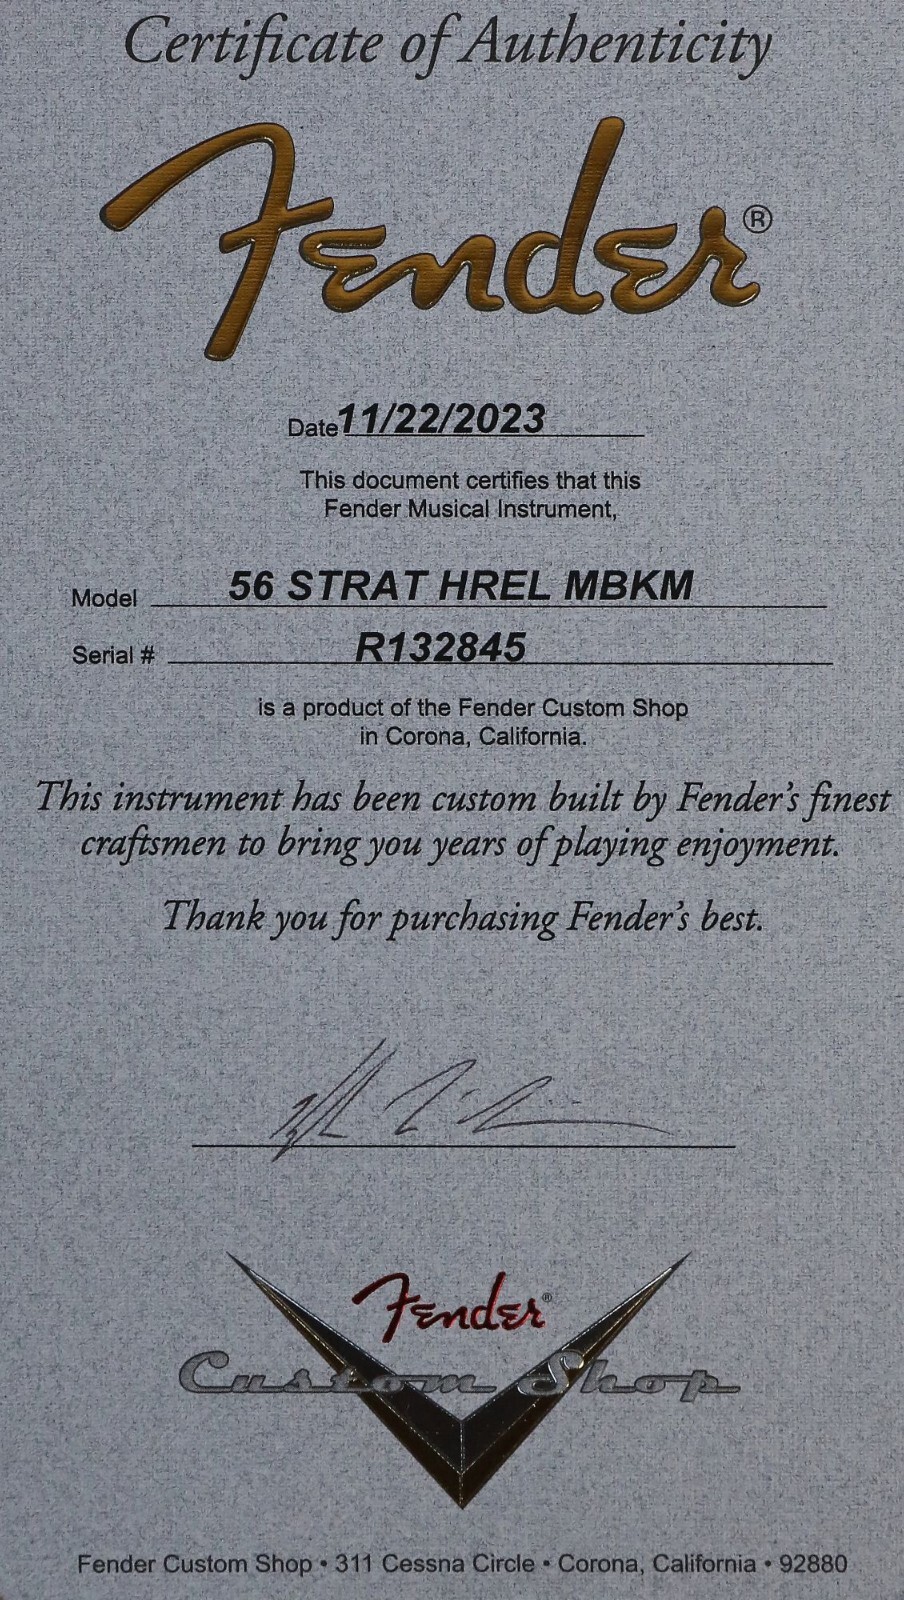 Certificate of Authenticity
Fender®
Date 11/22/2023
This document certifies that this
Fender Musical Instrument,
Model 56 STRAT HREL MBKM
Serial # R132845
is a product of the Fender Custom Shop
in Corona, California.
This instrument has been custom built by Fender's finest
craftsmen to bring you years of playing enjoyment.
Thank you for purchasing Fender's best.
Fender®
Custom Shop
Fender Custom Shop • 311 Cessna Circle • Corona, California • 92880